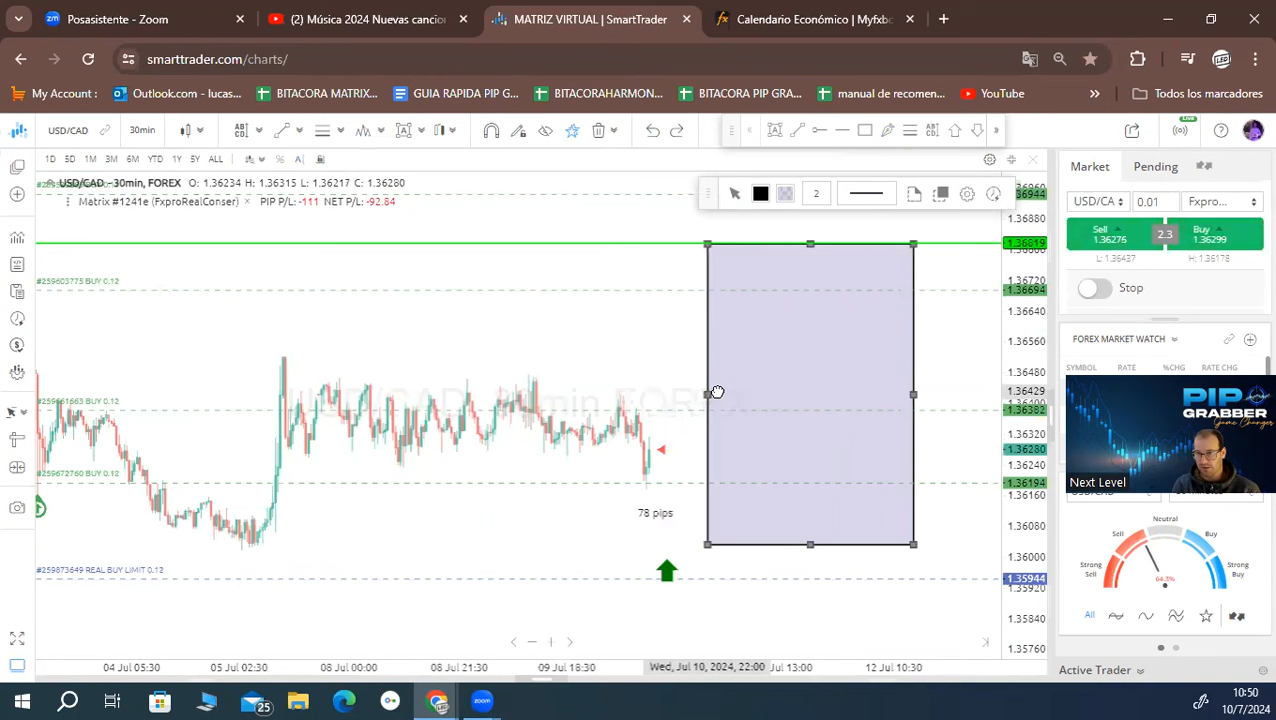 Posasistente - Zoom
(2) Música 2024 Nuevas cancio
MATRIZ VIRTUAL | SmartTrader
Calendario Económico | Myfxbo
smarttrader.com/charts/
My Account :
Outlook.com - lucas...
BITACORA MATRIX...
GUIA RAPIDA PIP G...
BITACORAHARMON...
BITACORA PIP GRA...
manual de recomen...
YouTube
Todos los marcadores
USD/CAD
30min
LIVE
1D 5D 1M 3M 6M YTD 1Y 5Y ALL
USD/CAD - 30min, FOREX O: 1.36234 H: 1.36315 L: 1.36217 C: 1.36280
Matrix #1241e (FxproRealConser) PIP P/L: -111 NET P/L: -92.84
2
1.36944
1.36880
1.36819
1.36720
1.36694
1.36640
1.36560
1.36480
1.36429
1.36400
1.36320
1.36240
1.36194
1.36160
1.36080
1.36000
1.35944
1.35920
1.35840
1.35760
#259603775 BUY 0.12
#259661663 BUY 0.12
#259672760 BUY 0.12
#259873649 REAL BUY LIMIT 0.12
78 pips
04 Jul 05:30
05 Jul 02:30
08 Jul 00:00
08 Jul 21:30
09 Jul 18:30
Wed, Jul 10, 2024, 22:00
Jul 13:00
12 Jul 10:30
Market
Pending
USD/CA
0.01
Fxpro...
Sell
1.36276
2.3
Buy
1.36299
L: 1.36437
H: 1.36178
Stop
FOREX MARKET WATCH
SYMBOL RATE %CHG RATE CHG
PIP
GRABBER
Game Changer
Next Level
Sell
Neutral
Buy
Strong
Sell
Strong
Buy
64.3%
All
Active Trader
25
10:50
10/7/2024